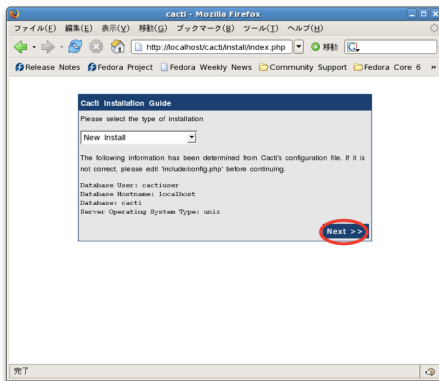 cacti - Mozilla Firefox
ファイル(F) 編集(E) 表示(V) 移動(G) ブックマーク(B) ツール(T) ヘルプ(H)
http://localhost/cacti/install/index.php 移動
Release Notes Fedora Project Fedora Weekly News Community Support Fedora Core 6 »
Cacti Installation Guide
Please select the type of installation
New Install
The following information has been determined from Cacti's configuration file. If it is
not correct, please edit 'include/config.php' before continuing.
Database User: cactiuser
Database Hostname: localhost
Database: cacti
Server Operating System Type: unix
Next >>
完了